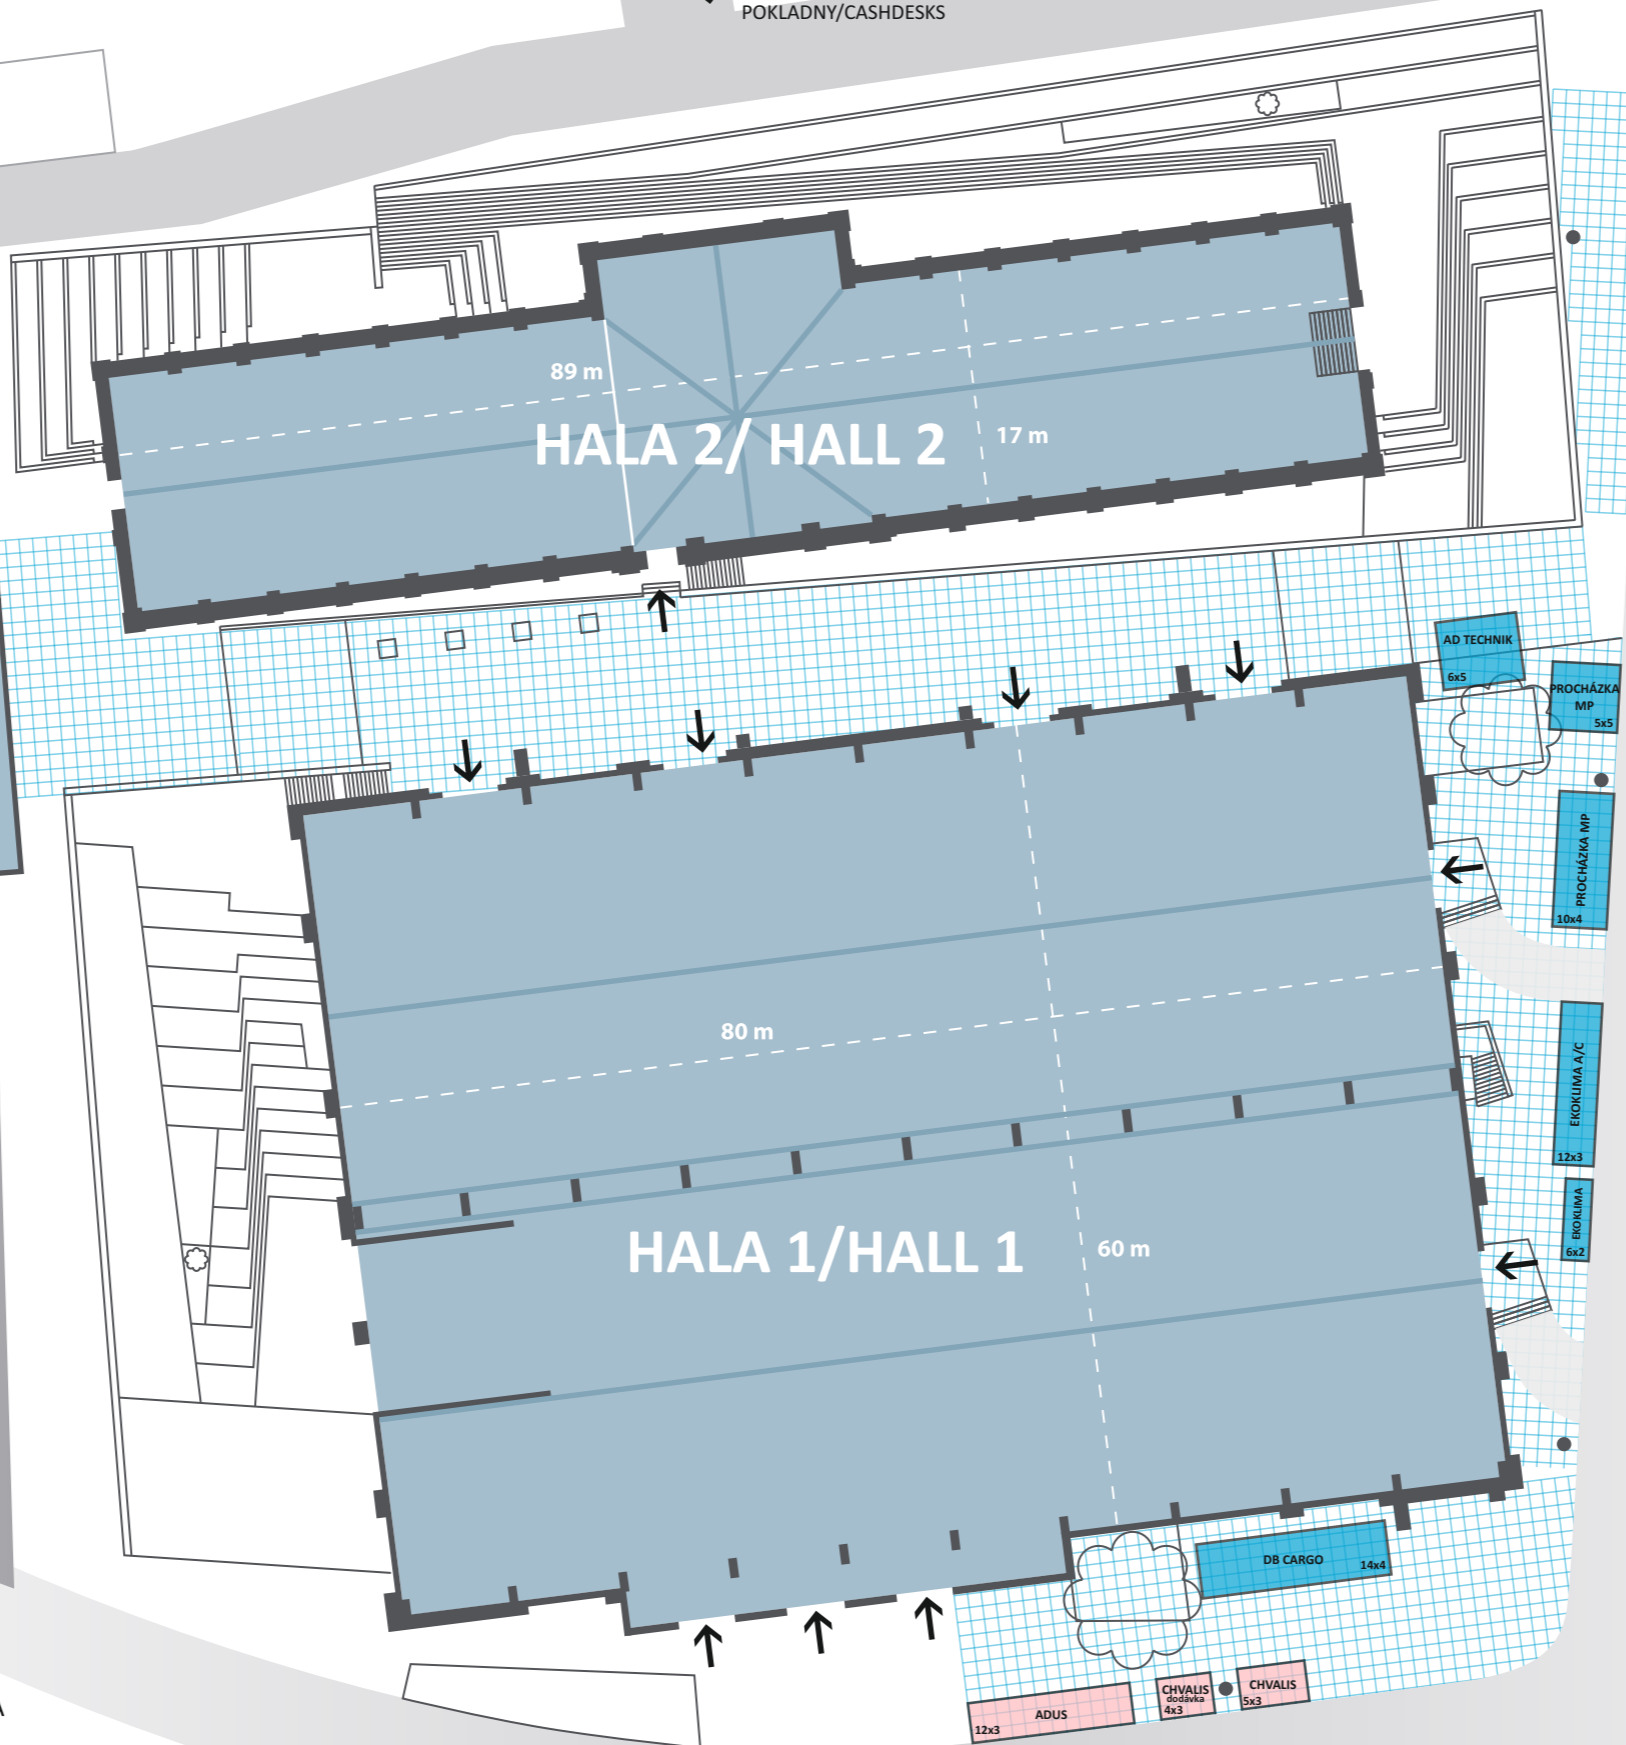 POKLADNY/CASHDESKS
89 m
HALA 2/ HALL 2
17 m
AD TECHNIK
6x5
PROCHÁZKA
MP
5x5
PROCHÁZKA MP
10x4
80 m
EKOKLIMA A/C
12x3
EKOKLIMA
6x2
HALA 1/HALL 1
60 m
DB CARGO
14x4
CHVALIS
dodávka
4x3
CHVALIS
5x3
ADUS
12x3